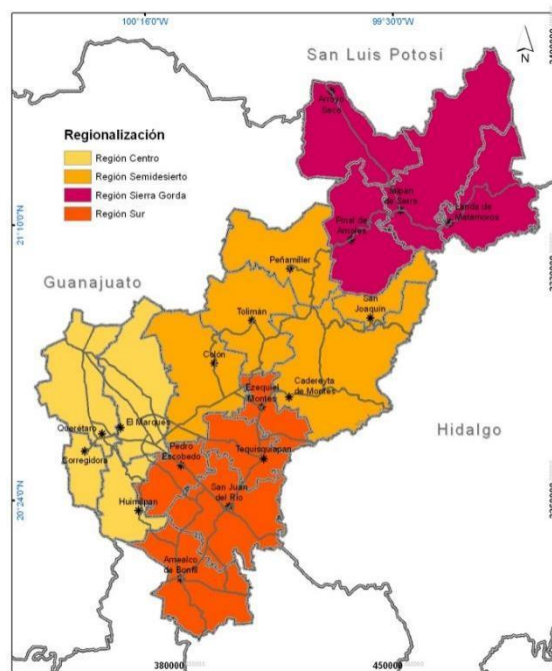 100°16'W
99°30'W
San Luis Potosí
N
Regionalización
Región Centro
Región Semidesierto
Región Sierra Gorda
Región Sur
Arroyo
Seco
Jalpan
de Serra
Landa de
Matamoros
Pinal de
Amoles
21°10'0
Peñamiller
Guanajuato
San
Joaquín
Tolimán
Colón
Cadereyta
de Montes
Ezequiel
Montes
Hidalgo
El Marqués
Querétaro
Corregidora
Pedro
Escobedo
Tequisquiapan
20°24'0
Huimilpan
San Juan
del Río
Amealco
de Bonfil
380000
450000